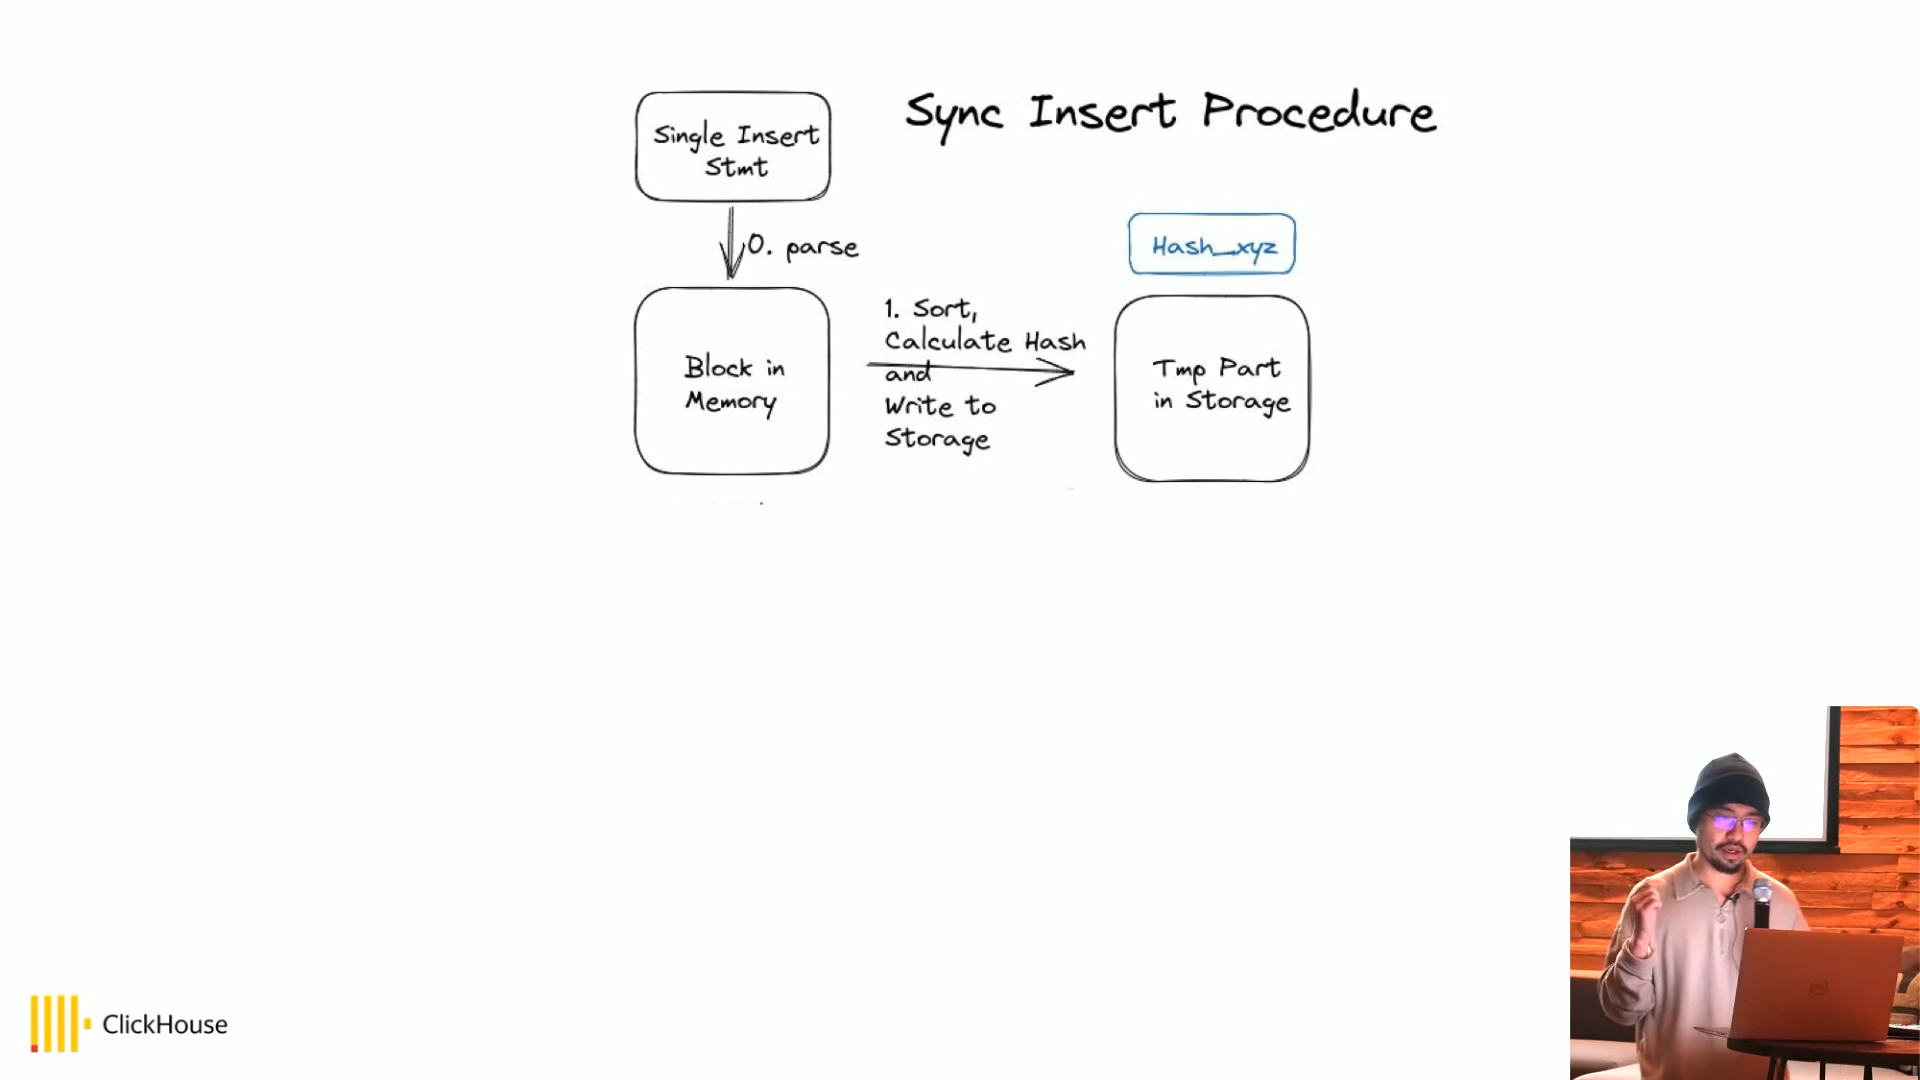 Sync Insert Procedure
Single Insert
Stmt
0. parse
Hash_xyz
Block in
Memory
1. Sort,
Calculate Hash
and
Write to
Storage
Tmp Part
in Storage
ClickHouse